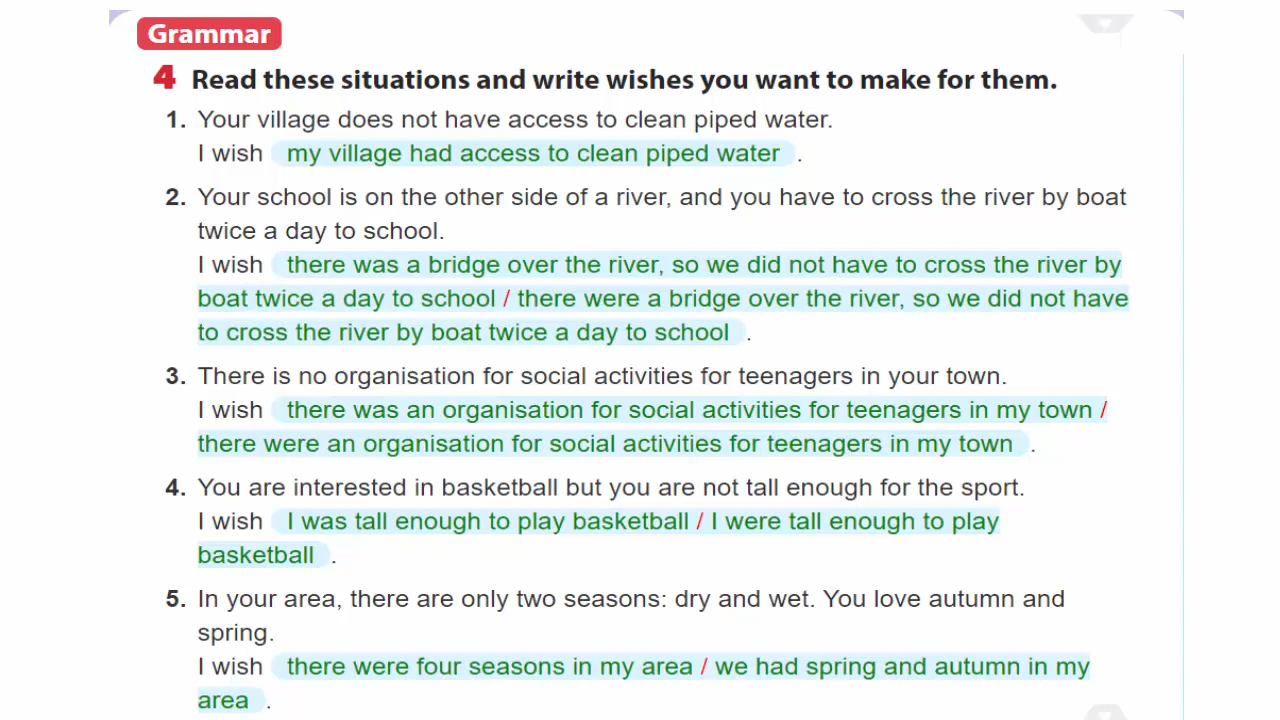 Grammar
4 Read these situations and write wishes you want to make for them.
1. Your village does not have access to clean piped water.
I wish my village had access to clean piped water .
2. Your school is on the other side of a river, and you have to cross the river by boat
twice a day to school.
I wish there was a bridge over the river, so we did not have to cross the river by
boat twice a day to school / there were a bridge over the river, so we did not have
to cross the river by boat twice a day to school .
3. There is no organisation for social activities for teenagers in your town.
I wish there was an organisation for social activities for teenagers in my town /
there were an organisation for social activities for teenagers in my town .
4. You are interested in basketball but you are not tall enough for the sport.
I wish I was tall enough to play basketball / I were tall enough to play
basketball .
5. In your area, there are only two seasons: dry and wet. You love autumn and
spring.
I wish there were four seasons in my area / we had spring and autumn in my
area .